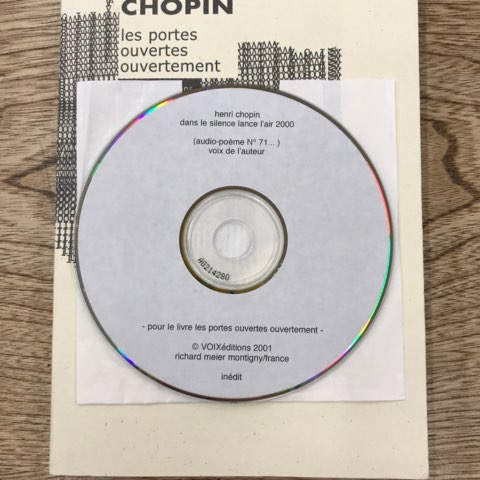 CHOPIN
les portes
ouvertes
ouvertement
henri chopin
dans le silence lance l'air 2000
(audio-poème N° 71... )
voix de l'auteur
A0214280
- pour le livre les portes ouvertes ouvertement -
© VOIXéditions 2001
richard meier montigny/france
inédit